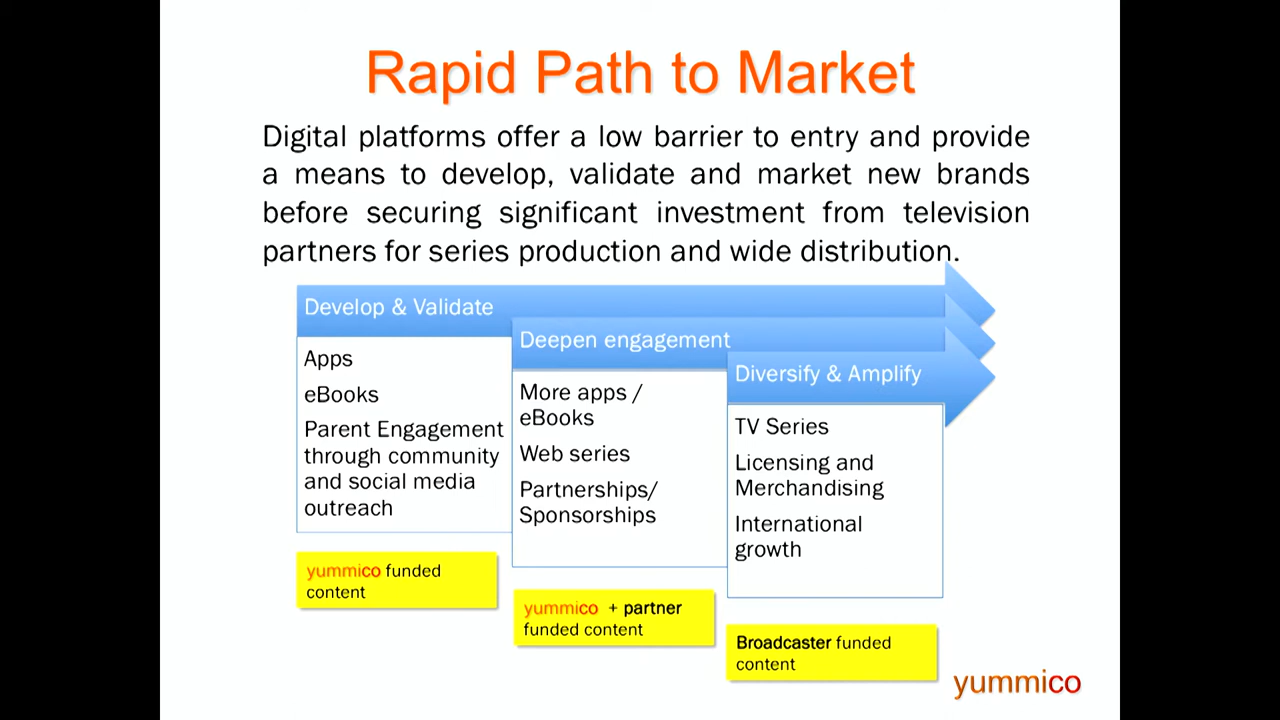 Rapid Path to Market
Digital platforms offer a low barrier to entry and provide
a means to develop, validate and market new brands
before securing significant investment from television
partners for series production and wide distribution.
Develop & Validate
Apps
eBooks
Parent Engagement
through community
and social media
outreach
yummico funded
content
Deepen engagement
More apps /
eBooks
Web series
Partnerships/
Sponsorships
yummico + partner
funded content
Diversify & Amplify
TV Series
Licensing and
Merchandising
International
growth
Broadcaster funded
content
yummico